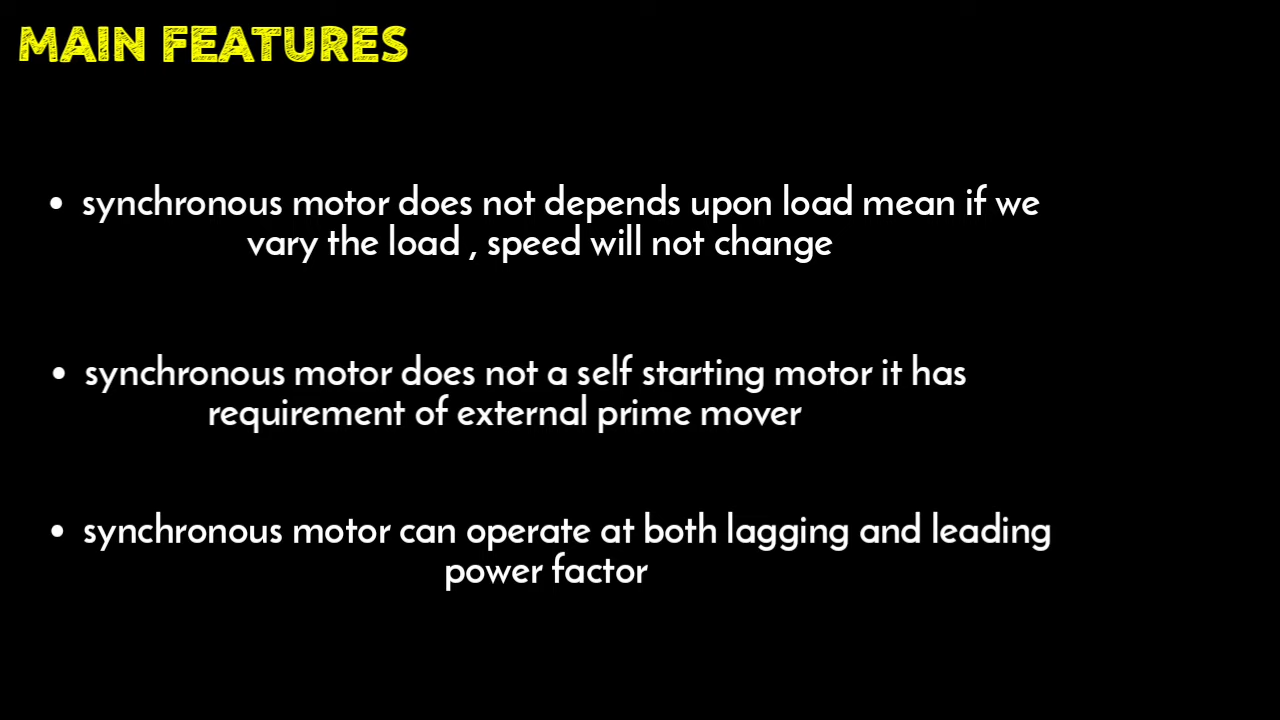 MAIN FEATURES
• synchronous motor does not depends upon load mean if we
vary the load , speed will not change
• synchronous motor does not a self starting motor it has
requirement of external prime mover
• synchronous motor can operate at both lagging and leading
power factor